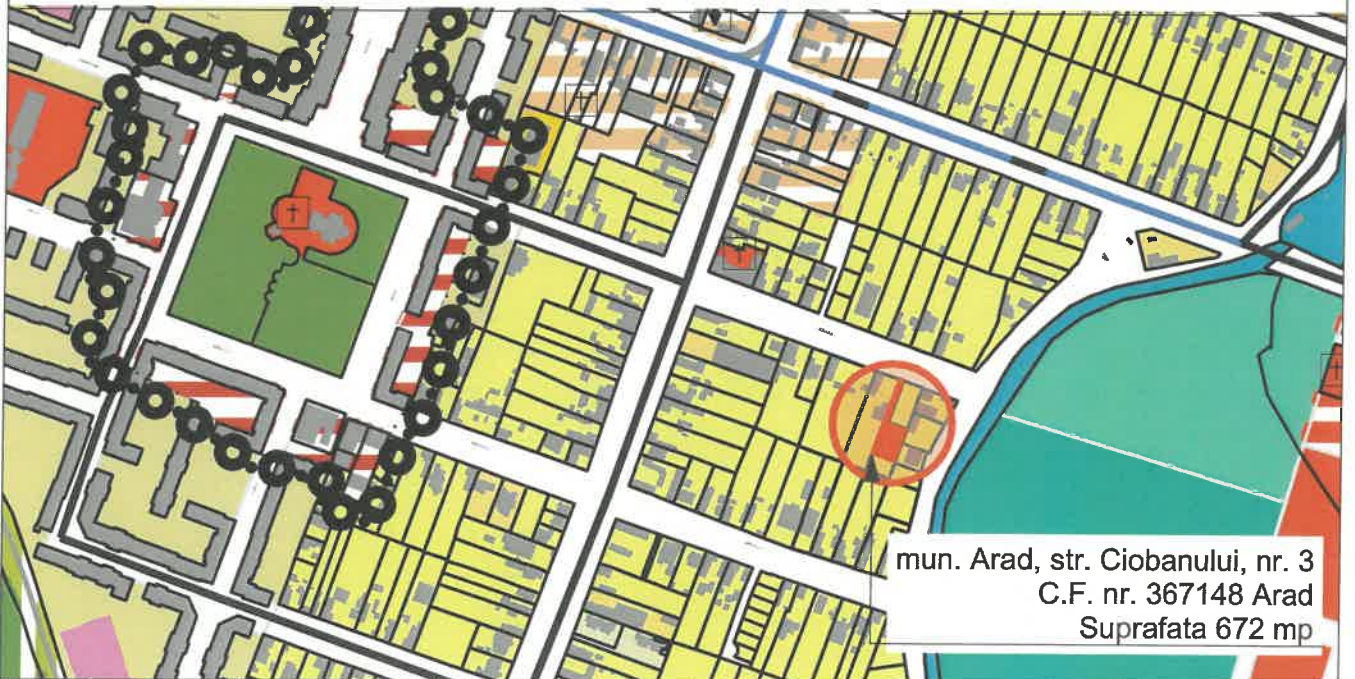 mun. Arad, str. Ciobanului, nr. 3
C.F. nr. 367148 Arad
Suprafata 672 mp